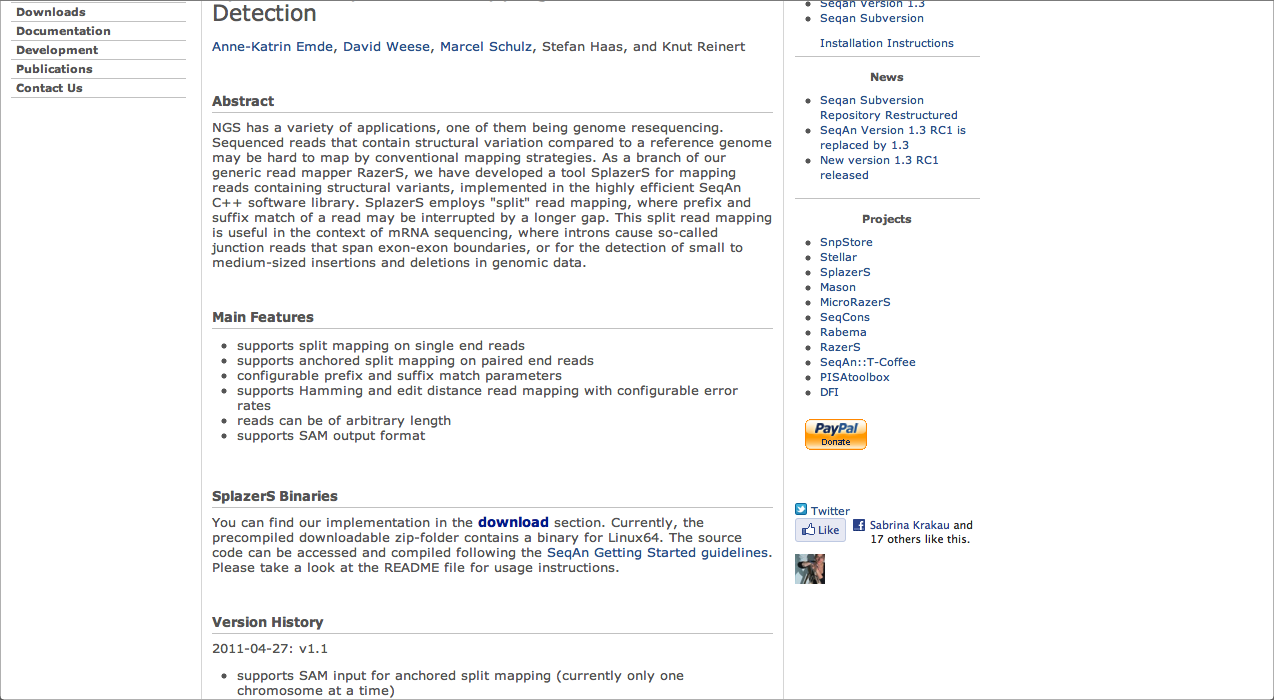 Downloads
Documentation
Development
Publications
Contact Us
Detection
Anne-Katrin Emde, David Weese, Marcel Schulz, Stefan Haas, and Knut Reinert
Abstract
NGS has a variety of applications, one of them being genome resequencing.
Sequenced reads that contain structural variation compared to a reference genome
may be hard to map by conventional mapping strategies. As a branch of our
generic read mapper RazerS, we have developed a tool SplazerS for mapping
reads containing structural variants, implemented in the highly efficient SeqAn
C++ software library. SplazerS employs "split" read mapping, where prefix and
suffix match of a read may be interrupted by a longer gap. This split read mapping
is useful in the context of mRNA sequencing, where introns cause so-called
junction reads that span exon-exon boundaries, or for the detection of small to
medium-sized insertions and deletions in genomic data.
Main Features
supports split mapping on single end reads
supports anchored split mapping on paired end reads
configurable prefix and suffix match parameters
supports Hamming and edit distance read mapping with configurable error
rates
reads can be of arbitrary length
supports SAM output format
SplazerS Binaries
You can find our implementation in the download section. Currently, the
precompiled downloadable zip-folder contains a binary for Linux64. The source
code can be accessed and compiled following the SeqAn Getting Started guidelines.
Please take a look at the README file for usage instructions.
Version History
2011-04-27: v1.1
supports SAM input for anchored split mapping (currently only one
chromosome at a time)
Seqan Version 1.3
Seqan Subversion
Installation Instructions
News
Seqan Subversion
Repository Restructured
SeqAn Version 1.3 RC1 is
replaced by 1.3
New version 1.3 RC1
released
Projects
SnpStore
Stellar
SplazerS
Mason
MicroRazerS
SeqCons
Rabema
RazerS
SeqAn::T-Coffee
PISAtoolbox
DFI
PayPal
Donate
Twitter
Like
Sabrina Krakau and
17 others like this.